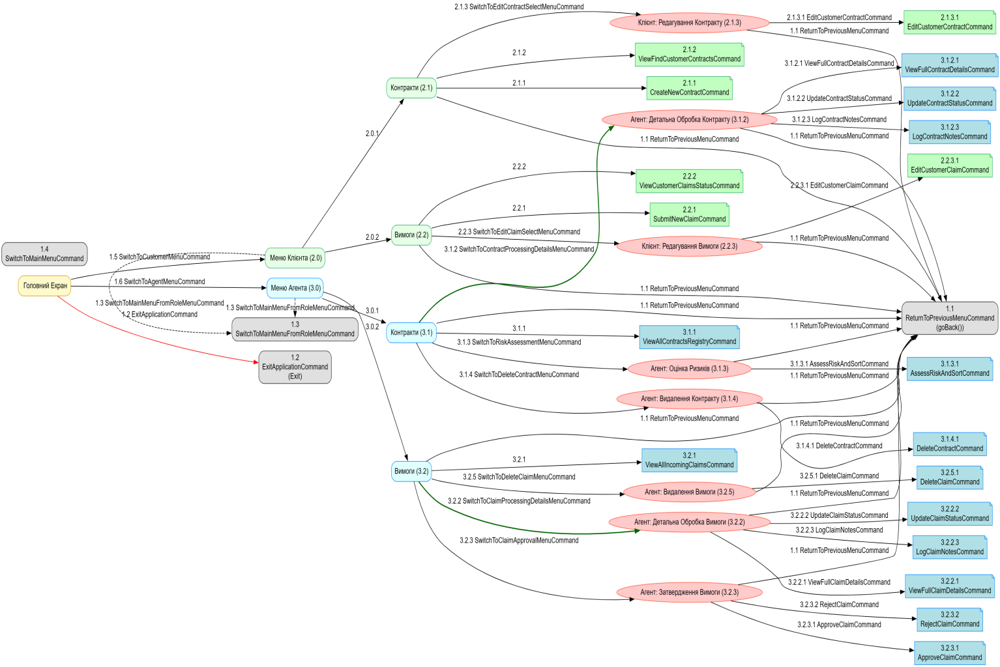 2.1.3 SwitchToEditContractSelectMenuCommand
Клієнт: Редагування Контракту (2.1.3)
2.1.3.1 EditCustomerContractCommand
1.1 ReturnToPreviousMenuCommand
2.1.3.1
EditCustomerContractCommand
2.1.2
2.1.2
ViewFindCustomerContractsCommand
3.1.2.1 ViewFullContractDetailsCommand
3.1.2.1
ViewFullContractDetailsCommand
Контракти (2.1)
2.1.1
2.1.1
CreateNewContractCommand
3.1.2.2 UpdateContractStatusCommand
3.1.2.2
UpdateContractStatusCommand
Агент: Детальна Обробка Контракту (3.1.2)
3.1.2.3 LogContractNotesCommand
3.1.2.3
LogContractNotesCommand
2.0.1
1.1 ReturnToPreviousMenuCommand
1.1 ReturnToPreviousMenuCommand
2.2.2
2.2.2
ViewCustomerClaimsStatusCommand
2.2.3.1
EditCustomerClaimCommand
2.2.3.1 EditCustomerClaimCommand
2.2.1
2.2.1
SubmitNewClaimCommand
Вимоги (2.2)
2.0.2
2.2.3 SwitchToEditClaimSelectMenuCommand
Клієнт: Редагування Вимоги (2.2.3)
1.1 ReturnToPreviousMenuCommand
3.1.2 SwitchToContractProcessingDetailsMenuCommand
1.4
SwitchToMainMenuCommand
1.5 SwitchToCustomerMenuCommand
Меню Клієнта (2.0)
Головний Екран
1.6 SwitchToAgentMenuCommand
Меню Агента (3.0)
1.1 ReturnToPreviousMenuCommand
1.3 SwitchToMainMenuFromRoleMenuCommand
1.3 SwitchToMainMenuFromRoleMenuCommand
1.2 ExitApplicationCommand
3.0.1
3.0.2
1.1 ReturnToPreviousMenuCommand
1.1
ReturnToPreviousMenuCommand
(goBack())
1.3
SwitchToMainMenuFromRoleMenuCommand
Контракти (3.1)
3.1.1
3.1.1
ViewAllContractsRegistryCommand
1.1 ReturnToPreviousMenuCommand
3.1.3 SwitchToRiskAssessmentMenuCommand
1.2
ExitApplicationCommand
(Exit)
Агент: Оцінка Ризиків (3.1.3)
3.1.3.1 AssessRiskAndSortCommand
3.1.3.1
AssessRiskAndSortCommand
3.1.4 SwitchToDeleteContractMenuCommand
1.1 ReturnToPreviousMenuCommand
Агент: Видалення Контракту (3.1.4)
1.1 ReturnToPreviousMenuCommand
1.1 ReturnToPreviousMenuCommand
3.1.4.1 DeleteContractCommand
3.1.4.1
DeleteContractCommand
Вимоги (3.2)
3.2.1
3.2.1
ViewAllIncomingClaimsCommand
3.2.5 SwitchToDeleteClaimMenuCommand
3.2.5.1 DeleteClaimCommand
3.2.5.1
DeleteClaimCommand
Агент: Видалення Вимоги (3.2.5)
1.1 ReturnToPreviousMenuCommand
3.2.2 SwitchToClaimProcessingDetailsMenuCommand
Агент: Детальна Обробка Вимоги (3.2.2)
3.2.2.2 UpdateClaimStatusCommand
3.2.2.2
UpdateClaimStatusCommand
3.2.2.3 LogClaimNotesCommand
3.2.2.3
LogClaimNotesCommand
3.2.3 SwitchToClaimApprovalMenuCommand
1.1 ReturnToPreviousMenuCommand
3.2.2.1 ViewFullClaimDetailsCommand
3.2.2.1
ViewFullClaimDetailsCommand
Агент: Затвердження Вимоги (3.2.3)
3.2.3.2 RejectClaimCommand
3.2.3.2
RejectClaimCommand
3.2.3.1 ApproveClaimCommand
3.2.3.1
ApproveClaimCommand